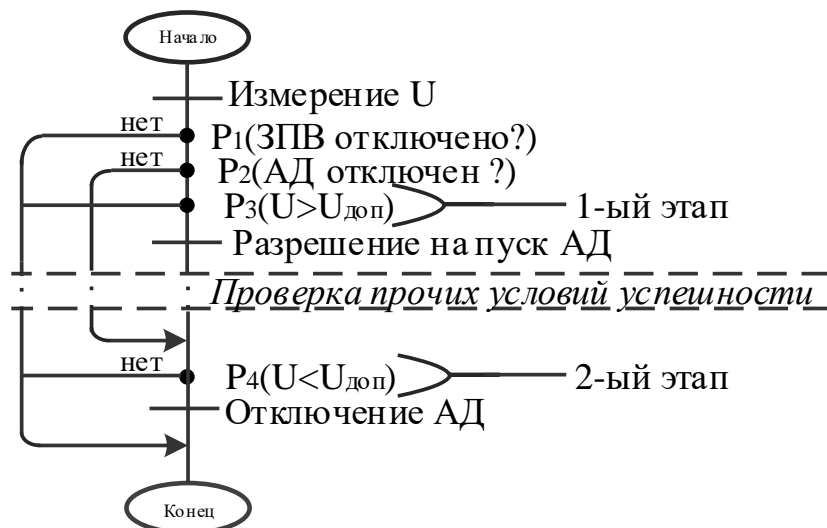 Начало
Измерение U
нет
P1(ЗПВ отключено?)
нет
P2(АД отключен ?)
P3(U>Uдоп)
1-ый этап
Разрешение на пуск АД
Проверка прочих условий успешности
нет
P4(U<Uдоп)
2-ый этап
Отключение АД
Конец